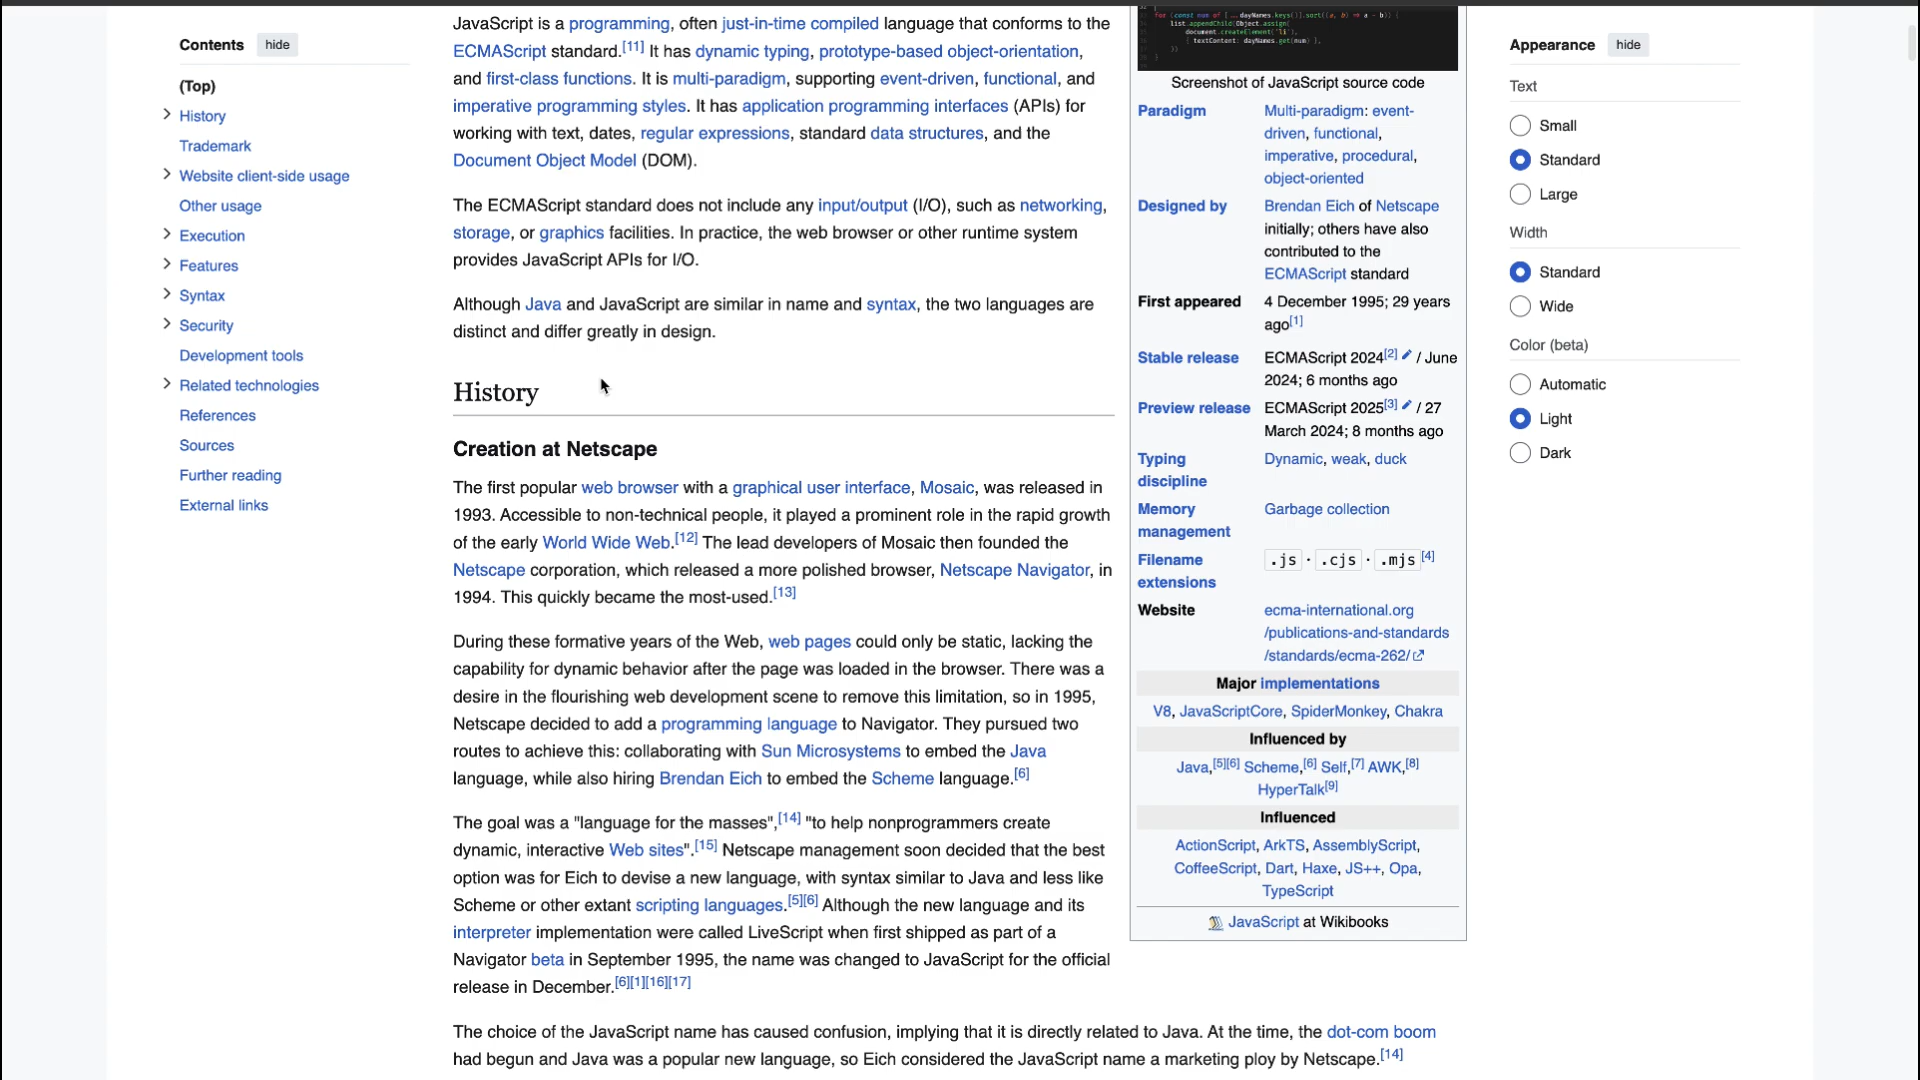 Contents hide
(Top)
History
Trademark
Website client-side usage
Other usage
Execution
Features
Syntax
Security
Development tools
Related technologies
References
Sources
Further reading
External links
JavaScript is a programming, often just-in-time compiled language that conforms to the
ECMAScript standard.[11] It has dynamic typing, prototype-based object-orientation,
and first-class functions. It is multi-paradigm, supporting event-driven, functional, and
imperative programming styles. It has application programming interfaces (APIs) for
working with text, dates, regular expressions, standard data structures, and the
Document Object Model (DOM).
The ECMAScript standard does not include any input/output (I/O), such as networking,
storage, or graphics facilities. In practice, the web browser or other runtime system
provides JavaScript APIs for I/O.
Although Java and JavaScript are similar in name and syntax, the two languages are
distinct and differ greatly in design.
History
Creation at Netscape
The first popular web browser with a graphical user interface, Mosaic, was released in
1993. Accessible to non-technical people, it played a prominent role in the rapid growth
of the early World Wide Web.[12] The lead developers of Mosaic then founded the
Netscape corporation, which released a more polished browser, Netscape Navigator, in
1994. This quickly became the most-used.[13]
During these formative years of the Web, web pages could only be static, lacking the
capability for dynamic behavior after the page was loaded in the browser. There was a
desire in the flourishing web development scene to remove this limitation, so in 1995,
Netscape decided to add a programming language to Navigator. They pursued two
routes to achieve this: collaborating with Sun Microsystems to embed the Java
language, while also hiring Brendan Eich to embed the Scheme language.[6]
The goal was a "language for the masses",[14] "to help nonprogrammers create
dynamic, interactive Web sites".[15] Netscape management soon decided that the best
option was for Eich to devise a new language, with syntax similar to Java and less like
Scheme or other extant scripting languages.[5][6] Although the new language and its
interpreter implementation were called LiveScript when first shipped as part of a
Navigator beta in September 1995, the name was changed to JavaScript for the official
release in December.[6][1][16][17]
The choice of the JavaScript name has caused confusion, implying that it is directly related to Java. At the time, the dot-com boom
had begun and Java was a popular new language, so Eich considered the JavaScript name a marketing ploy by Netscape.[14]
for (const num of [...dayNames.keys()].sort((a, b) => a - b)) {
list.appendChild(Object.assign(
document.createElement('li'),
{ textContent: dayNames.get(num) },
))
}
Screenshot of JavaScript source code
Paradigm Multi-paradigm: event-
driven, functional,
imperative, procedural,
object-oriented
Designed by Brendan Eich of Netscape
initially; others have also
contributed to the
ECMAScript standard
First appeared 4 December 1995; 29 years
ago[1]
Stable release ECMAScript 2024[2] / June
2024; 6 months ago
Preview release ECMAScript 2025[3] / 27
March 2024; 8 months ago
Typing Dynamic, weak, duck
discipline
Memory Garbage collection
management
Filename .js · .cjs · .mjs[4]
extensions
Website ecma-international.org
/publications-and-standards
/standards/ecma-262/
Major implementations
V8, JavaScriptCore, SpiderMonkey, Chakra
Influenced by
Java,[5][6] Scheme,[6] Self,[7] AWK,[8]
HyperTalk[9]
Influenced
ActionScript, ArkTS, AssemblyScript,
CoffeeScript, Dart, Haxe, JS++, Opa,
TypeScript
JavaScript at Wikibooks
Appearance hide
Text
Small
Standard
Large
Width
Standard
Wide
Color (beta)
Automatic
Light
Dark